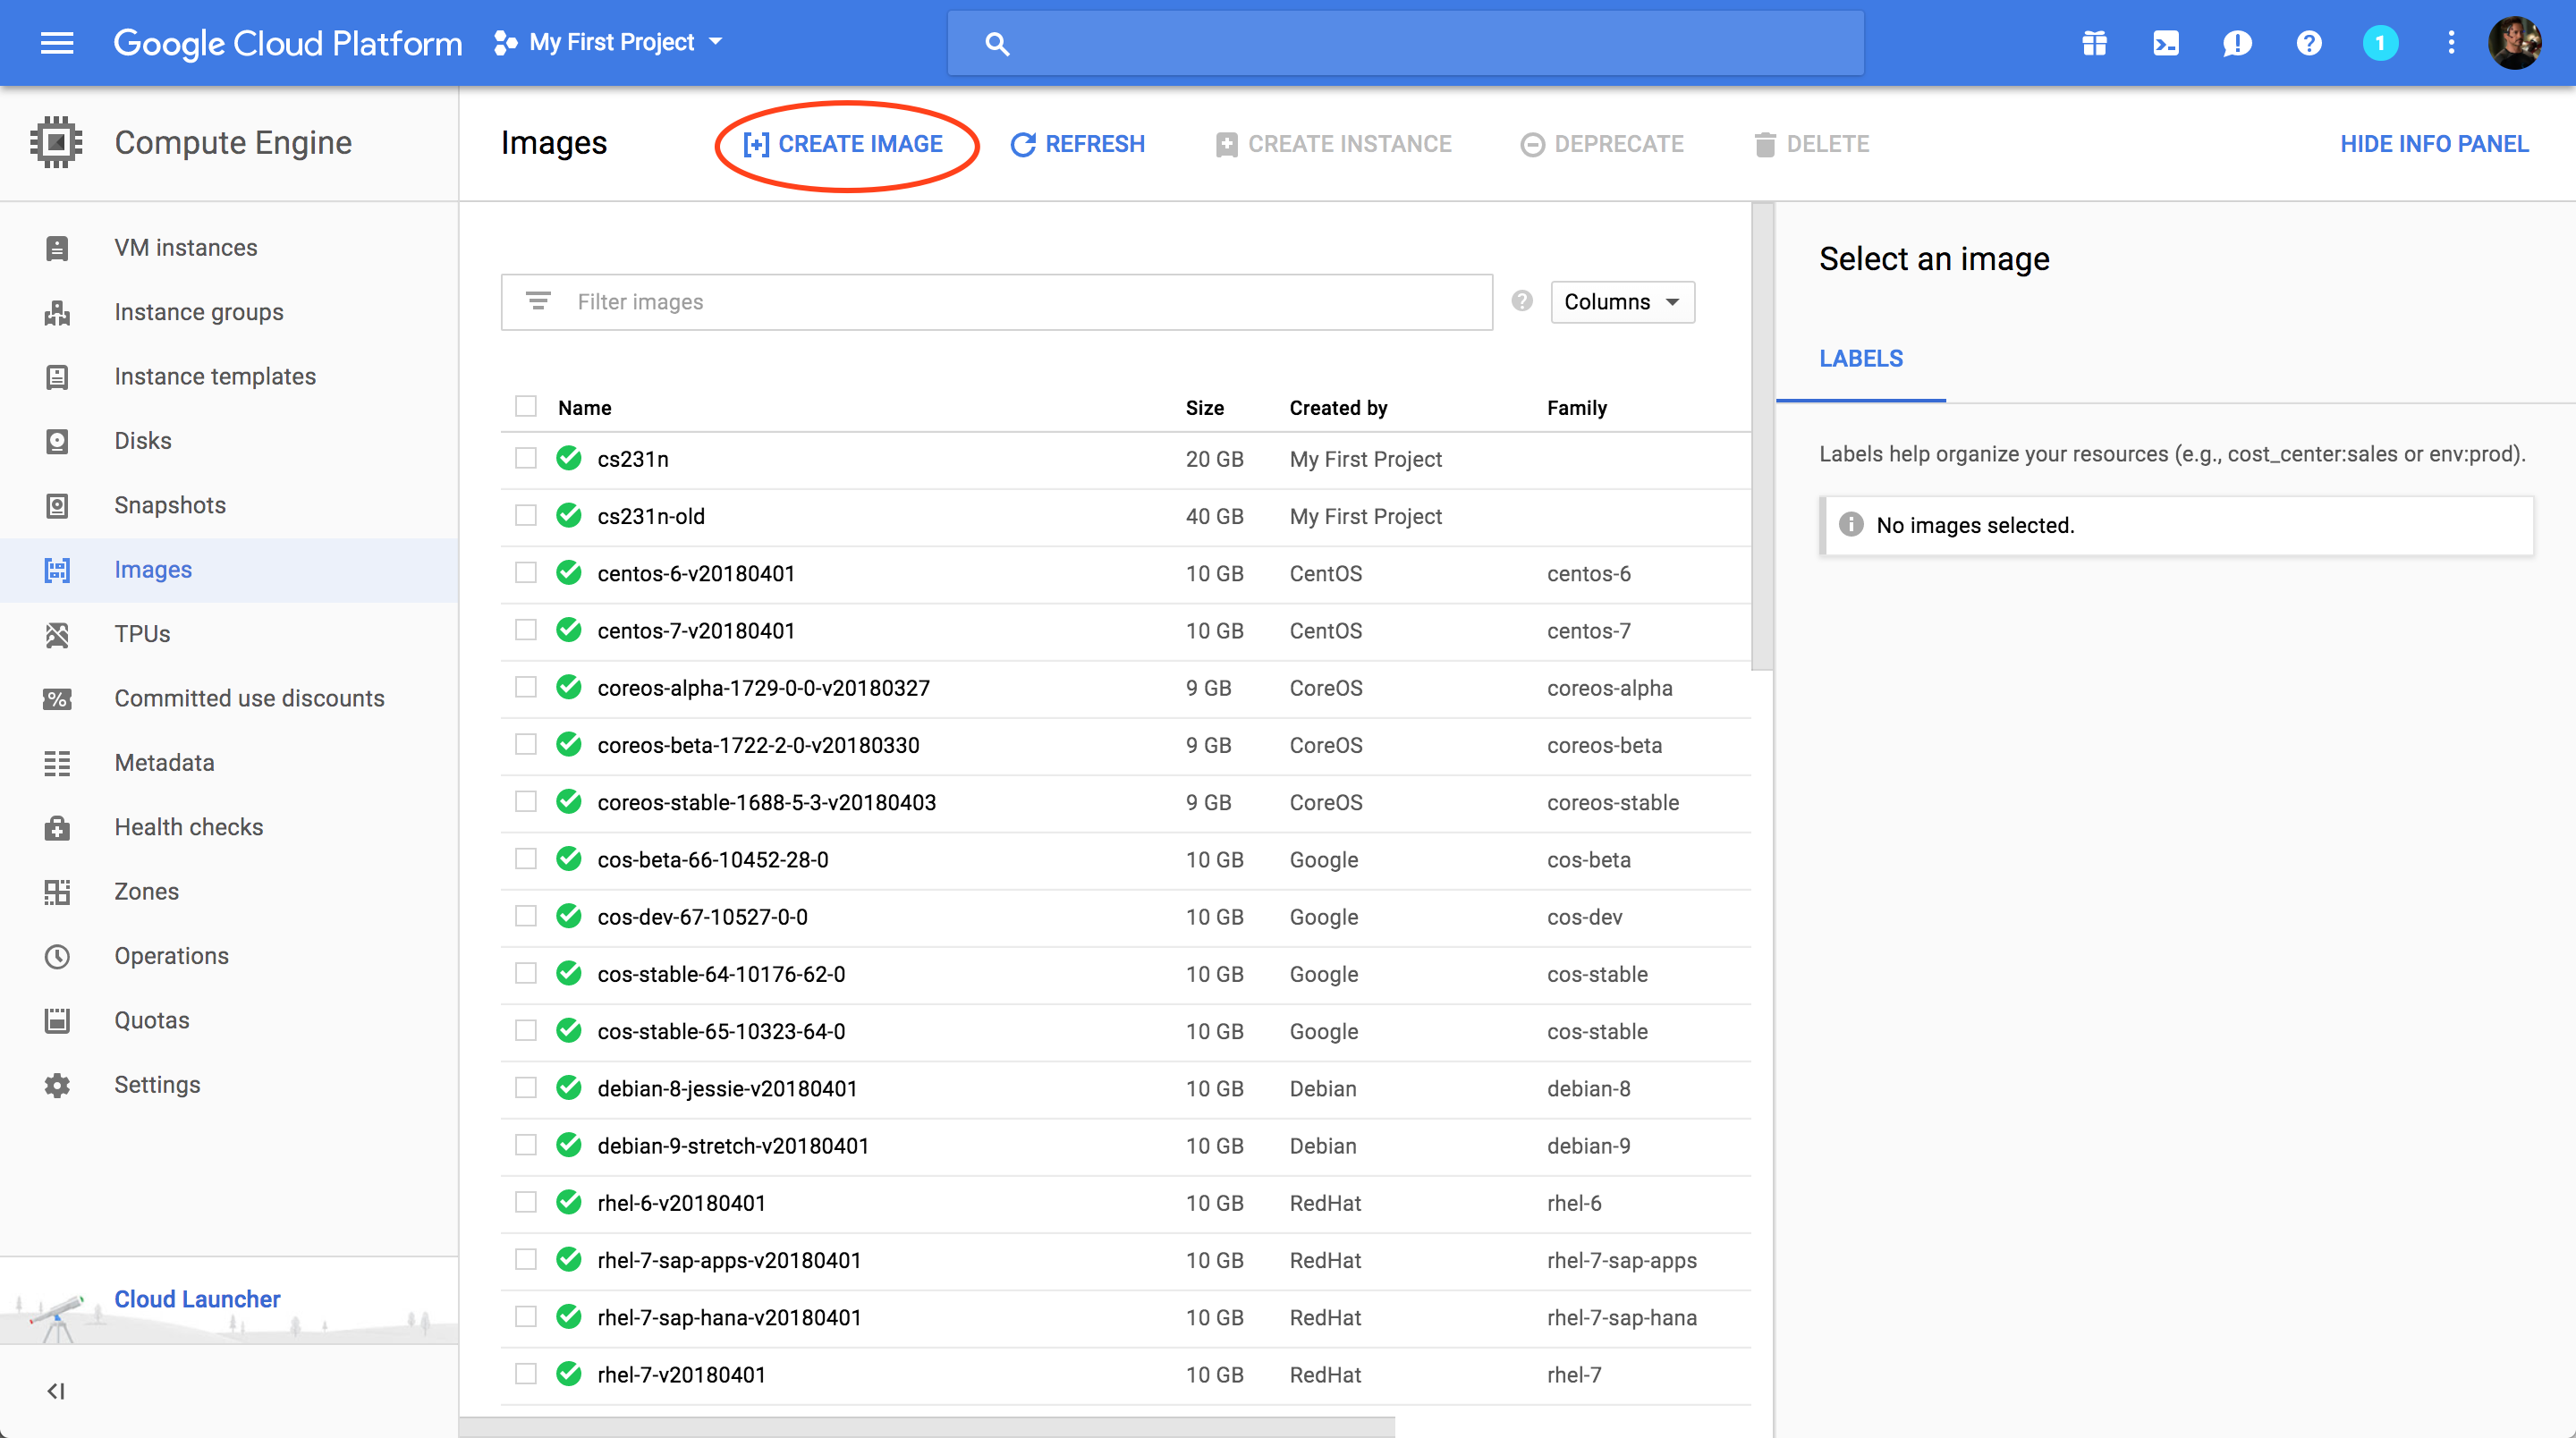 Google Cloud Platform My First Project 1
Compute Engine Images CREATE IMAGE REFRESH CREATE INSTANCE DEPRECATE DELETE HIDE INFO PANEL
VM instances
Instance groups
Instance templates
Disks
Snapshots
Images
TPUs
Committed use discounts
Metadata
Health checks
Zones
Operations
Quotas
Settings
Cloud Launcher
Filter images Columns
Name Size Created by Family
cs231n 20 GB My First Project
cs231n-old 40 GB My First Project
centos-6-v20180401 10 GB CentOS centos-6
centos-7-v20180401 10 GB CentOS centos-7
coreos-alpha-1729-0-0-v20180327 9 GB CoreOS coreos-alpha
coreos-beta-1722-2-0-v20180330 9 GB CoreOS coreos-beta
coreos-stable-1688-5-3-v20180403 9 GB CoreOS coreos-stable
cos-beta-66-10452-28-0 10 GB Google cos-beta
cos-dev-67-10527-0-0 10 GB Google cos-dev
cos-stable-64-10176-62-0 10 GB Google cos-stable
cos-stable-65-10323-64-0 10 GB Google cos-stable
debian-8-jessie-v20180401 10 GB Debian debian-8
debian-9-stretch-v20180401 10 GB Debian debian-9
rhel-6-v20180401 10 GB RedHat rhel-6
rhel-7-sap-apps-v20180401 10 GB RedHat rhel-7-sap-apps
rhel-7-sap-hana-v20180401 10 GB RedHat rhel-7-sap-hana
rhel-7-v20180401 10 GB RedHat rhel-7
Select an image
LABELS
Labels help organize your resources (e.g., cost_center:sales or env:prod).
No images selected.